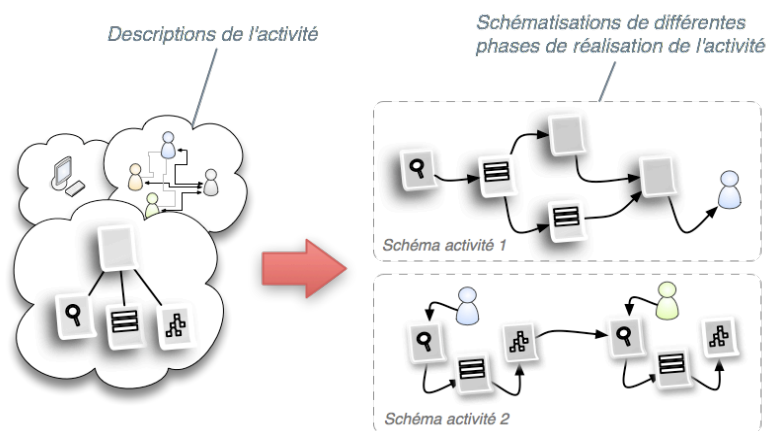 Descriptions de l'activité
Schématisations de différentes
phases de réalisation de l'activité
Schéma activité 1
Schéma activité 2